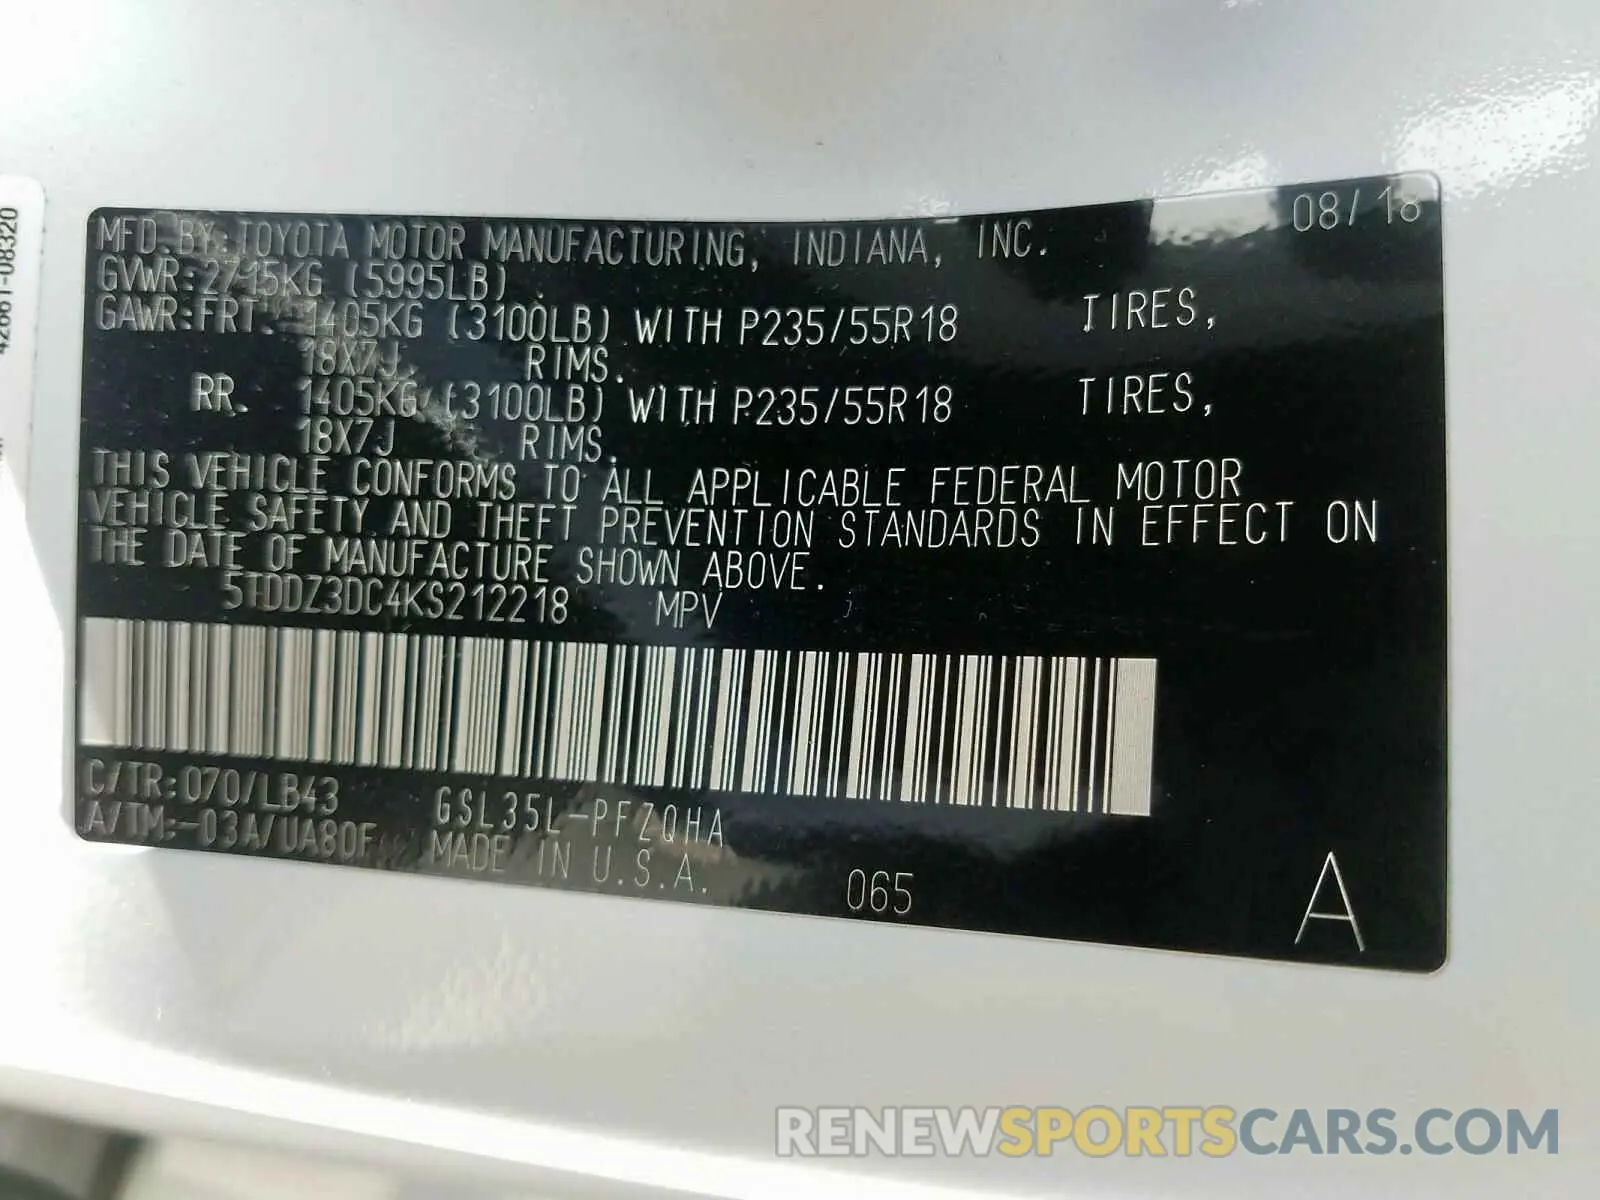 42661-08320
MFD.BY:TOYOTA MOTOR MANUFACTURING, INDIANA, INC. 08/18
GVWR:2715KG (5995LB)
GAWR:FRT. 1405KG (3100LB) WITH P235/55R18 TIRES,
18X7J RIMS.
RR. 1405KG (3100LB) WITH P235/55R18 TIRES,
18X7J RIMS.
THIS VEHICLE CONFORMS TO ALL APPLICABLE FEDERAL MOTOR
VEHICLE SAFETY AND THEFT PREVENTION STANDARDS IN EFFECT ON
THE DATE OF MANUFACTURE SHOWN ABOVE.
5TDDZ3DC4KS212218 MPV
C/TR:070/LB43 GSL35L-PFZQHA
A/TM:-03A/UA80F MADE IN U.S.A.
065
A
RENEWSPORTSCARS.COM